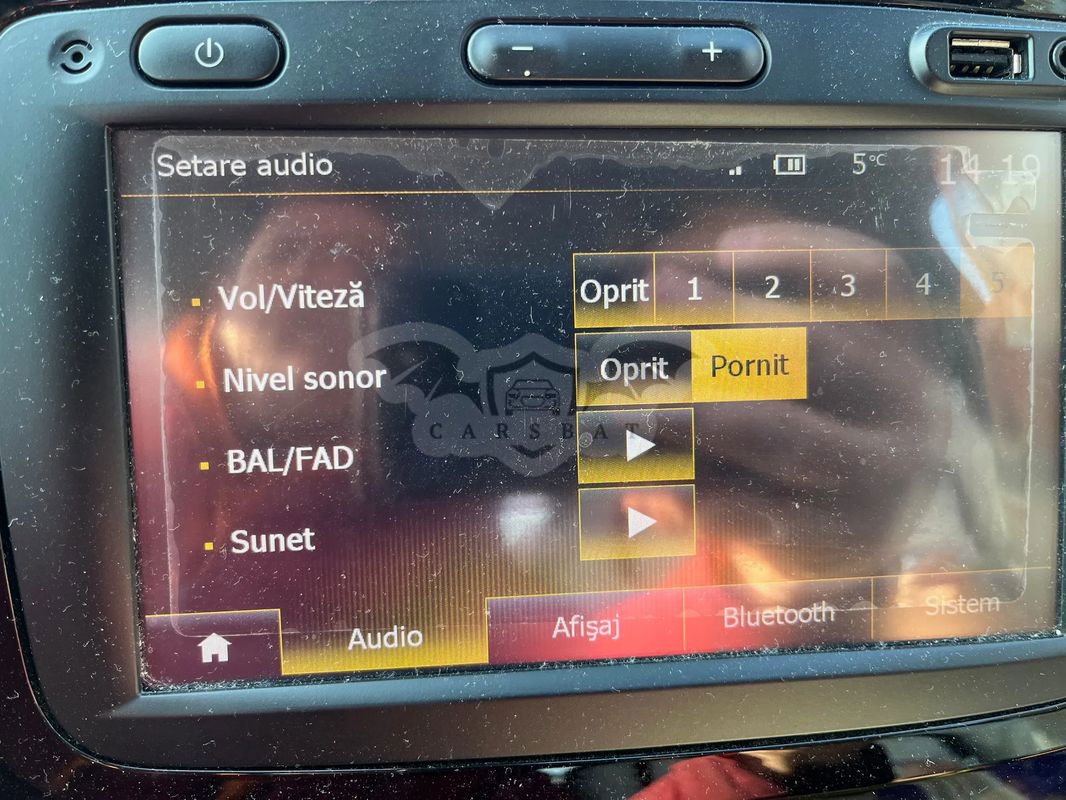 Setare audio 5°C 14 19
Vol/Viteză Oprit 1 2 3 4 5
Nivel sonor Oprit Pornit
CARSBAT
BAL/FAD
Sunet
Audio Afişaj Bluetooth Sistem